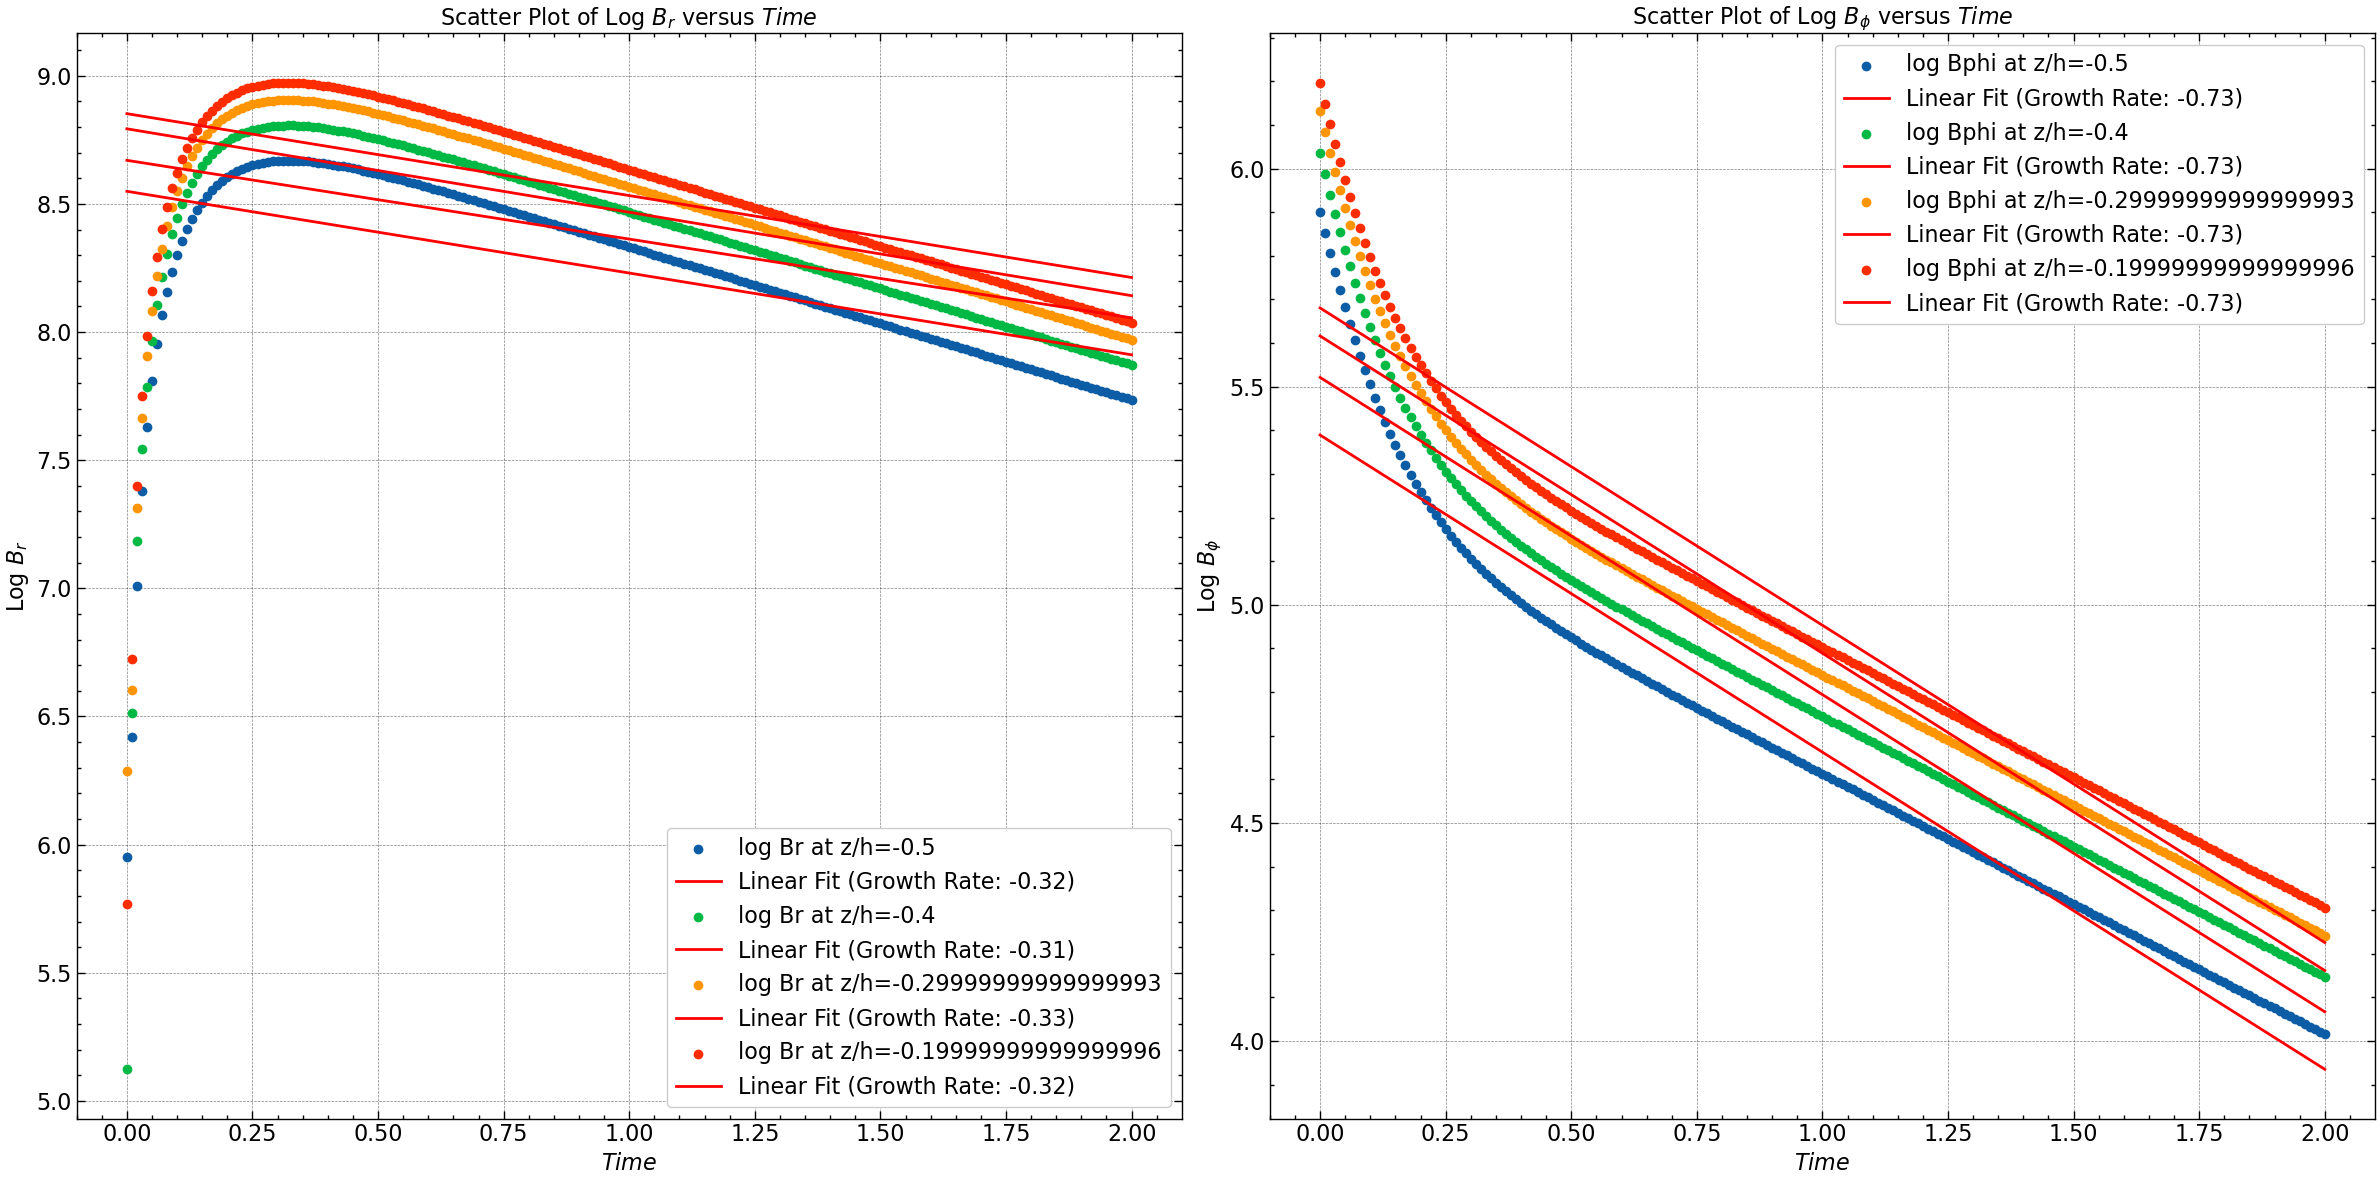 Scatter Plot of Log B_r versus Time
9.0
8.5
8.0
7.5
7.0
6.5
6.0
5.5
5.0
Log B_r
log Br at z/h=-0.5
Linear Fit (Growth Rate: -0.32)
log Br at z/h=-0.4
Linear Fit (Growth Rate: -0.31)
log Br at z/h=-0.29999999999999993
Linear Fit (Growth Rate: -0.33)
log Br at z/h=-0.19999999999999996
Linear Fit (Growth Rate: -0.32)
0.00 0.25 0.50 0.75 1.00 1.25 1.50 1.75 2.00
Time
Scatter Plot of Log B_ϕ versus Time
log Bphi at z/h=-0.5
Linear Fit (Growth Rate: -0.73)
log Bphi at z/h=-0.4
Linear Fit (Growth Rate: -0.73)
log Bphi at z/h=-0.29999999999999993
Linear Fit (Growth Rate: -0.73)
log Bphi at z/h=-0.19999999999999996
Linear Fit (Growth Rate: -0.73)
6.0
5.5
5.0
4.5
4.0
Log B_ϕ
0.00 0.25 0.50 0.75 1.00 1.25 1.50 1.75 2.00
Time